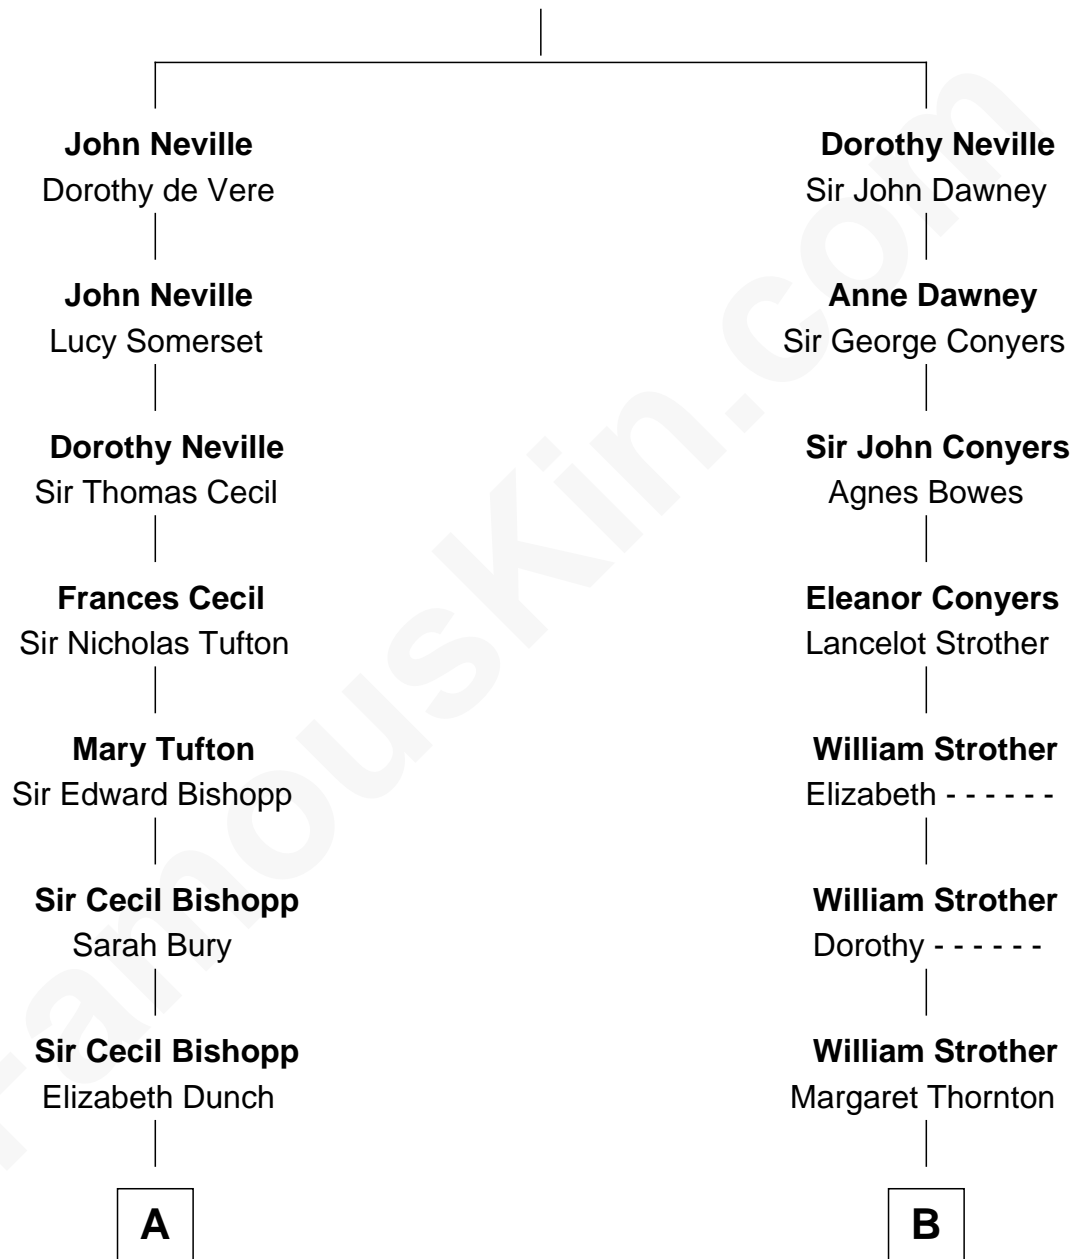 John Neville
Dorothy de Vere
John Neville
Lucy Somerset
Dorothy Neville
Sir Thomas Cecil
Frances Cecil
Sir Nicholas Tufton
Mary Tufton
Sir Edward Bishopp
Sir Cecil Bishopp
Sarah Bury
Sir Cecil Bishopp
Elizabeth Dunch
A
Dorothy Neville
Sir John Dawney
Anne Dawney
Sir George Conyers
Sir John Conyers
Agnes Bowes
Eleanor Conyers
Lancelot Strother
William Strother
Elizabeth - - - - - -
William Strother
Dorothy - - - - - -
William Strother
Margaret Thornton
B
FamousKin.com